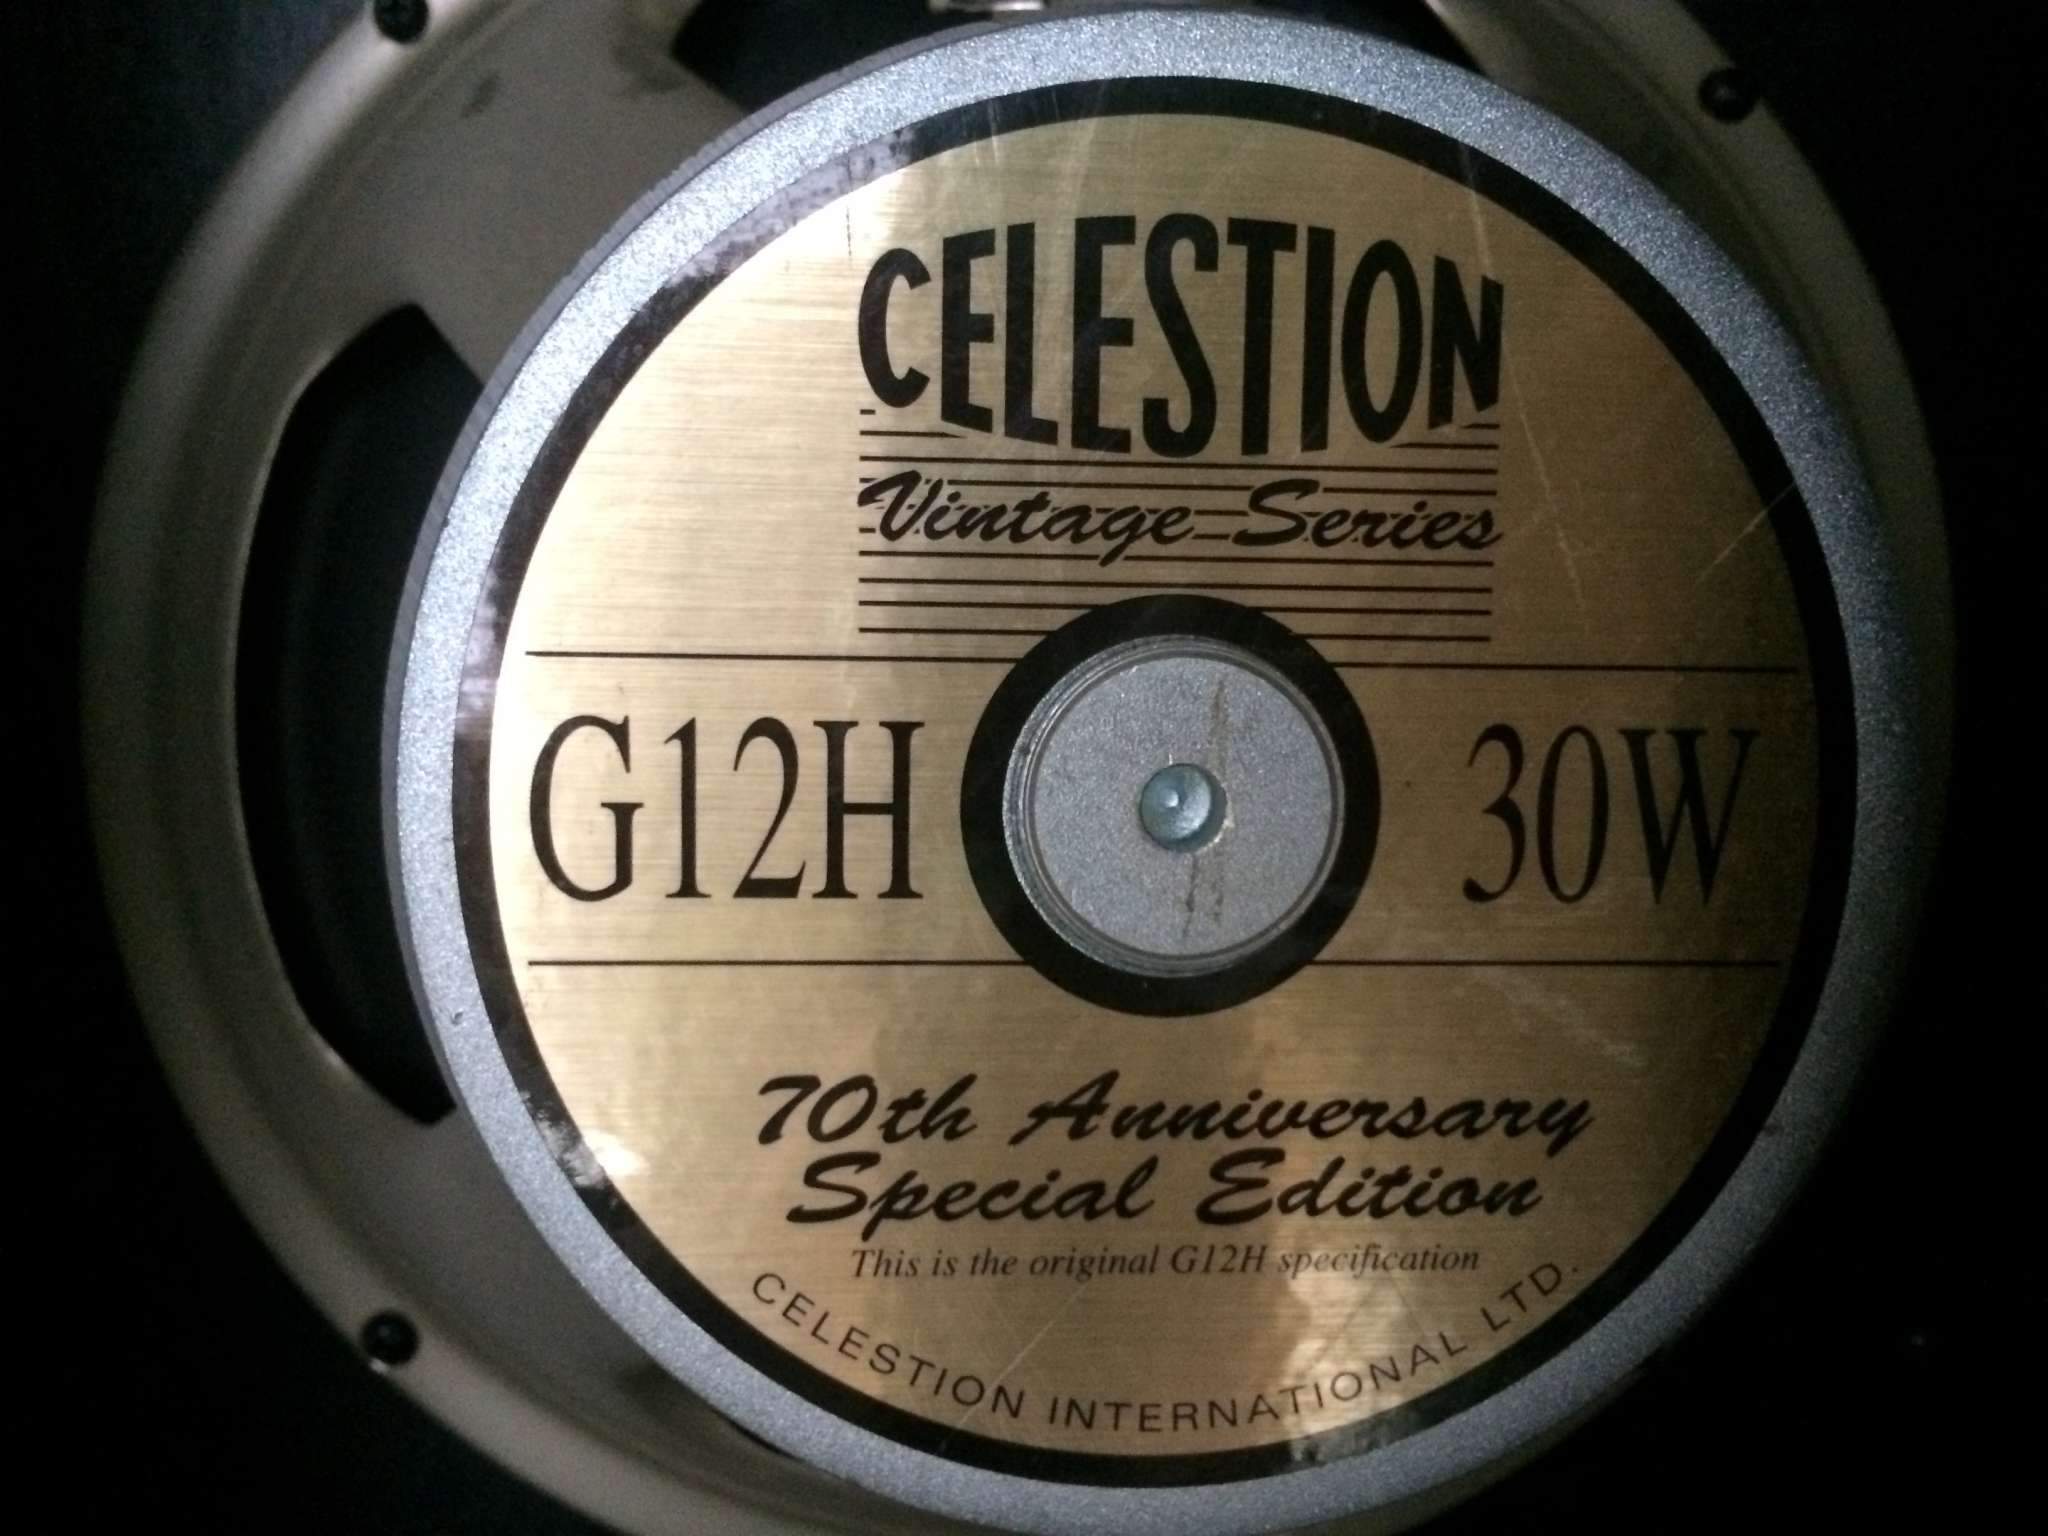 CELESTION
Vintage Series
G12H 30W
70th Anniversary
Special Edition
This is the original G12H specification
CELESTION INTERNATIONAL LTD.